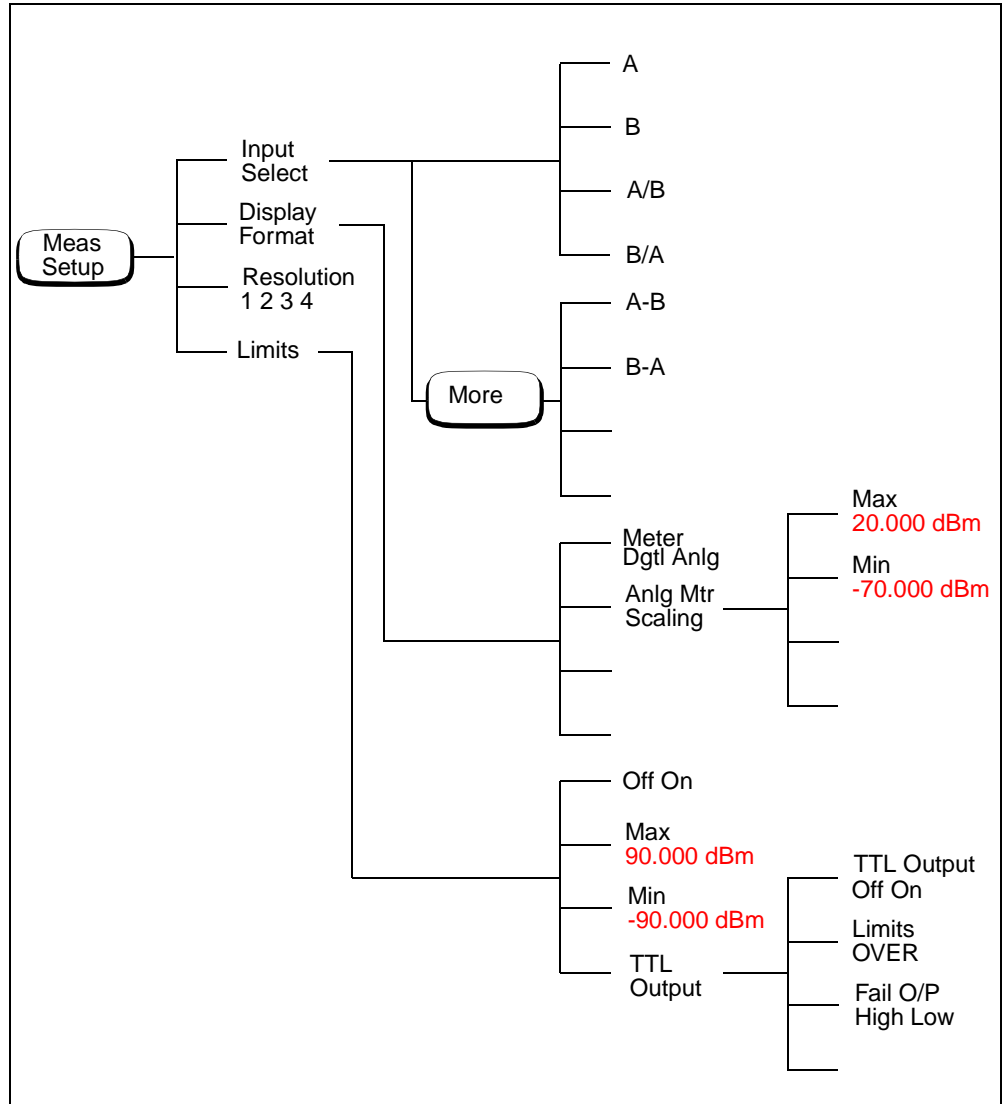 Meas
Setup
Input
Select
Display
Format
Resolution
1 2 3 4
Limits
A
B
A/B
B/A
More
A-B
B-A
Meter
Dgtl Anlg
Anlg Mtr
Scaling
Max
20.000 dBm
Min
-70.000 dBm
Off On
Max
90.000 dBm
Min
-90.000 dBm
TTL
Output
TTL Output
Off On
Limits
OVER
Fail O/P
High Low